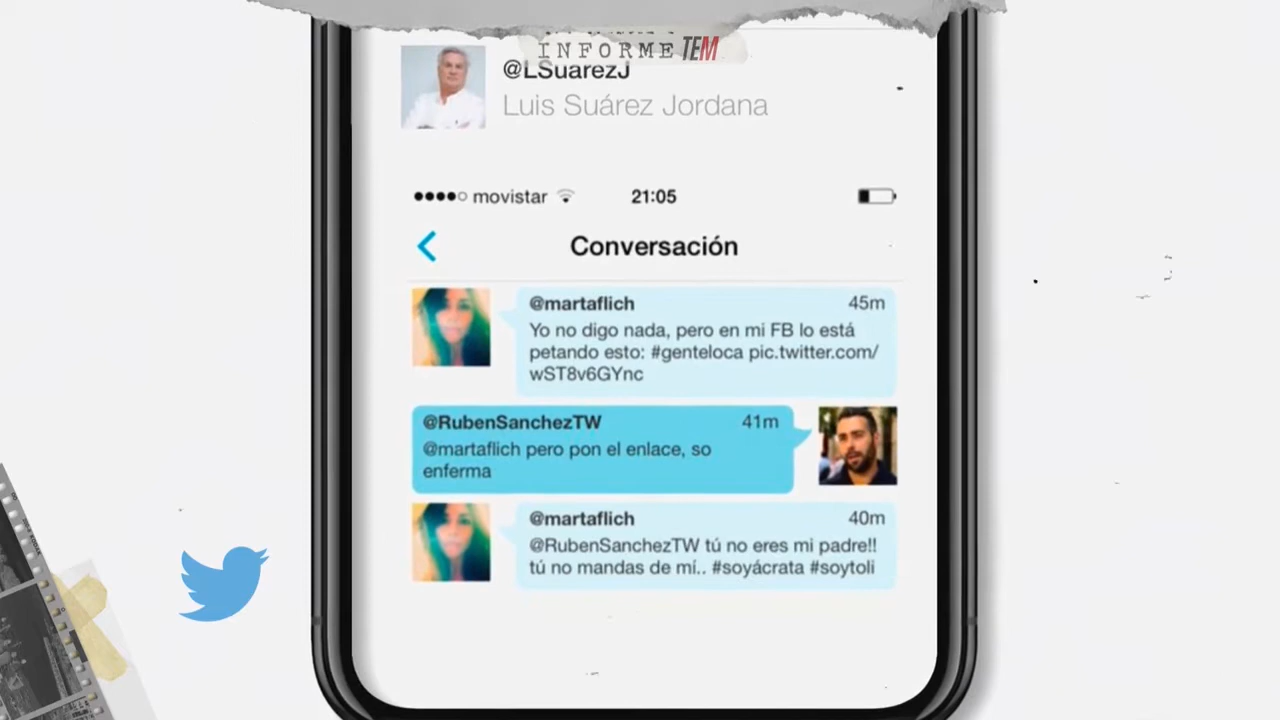 INFORME TEM
@LSuarezJ
Luis Suárez Jordana
movistar 21:05
Conversación
@martaflich 45m
Yo no digo nada, pero en mi FB lo está
petando esto: #genteloca pic.twitter.com/
wST8v6GYnc
@RubenSanchezTW 41m
@martaflich pero pon el enlace, so
enferma
@martaflich 40m
@RubenSanchezTW tú no eres mi padre!!
tú no mandas de mí.. #soyácrata #soytoli